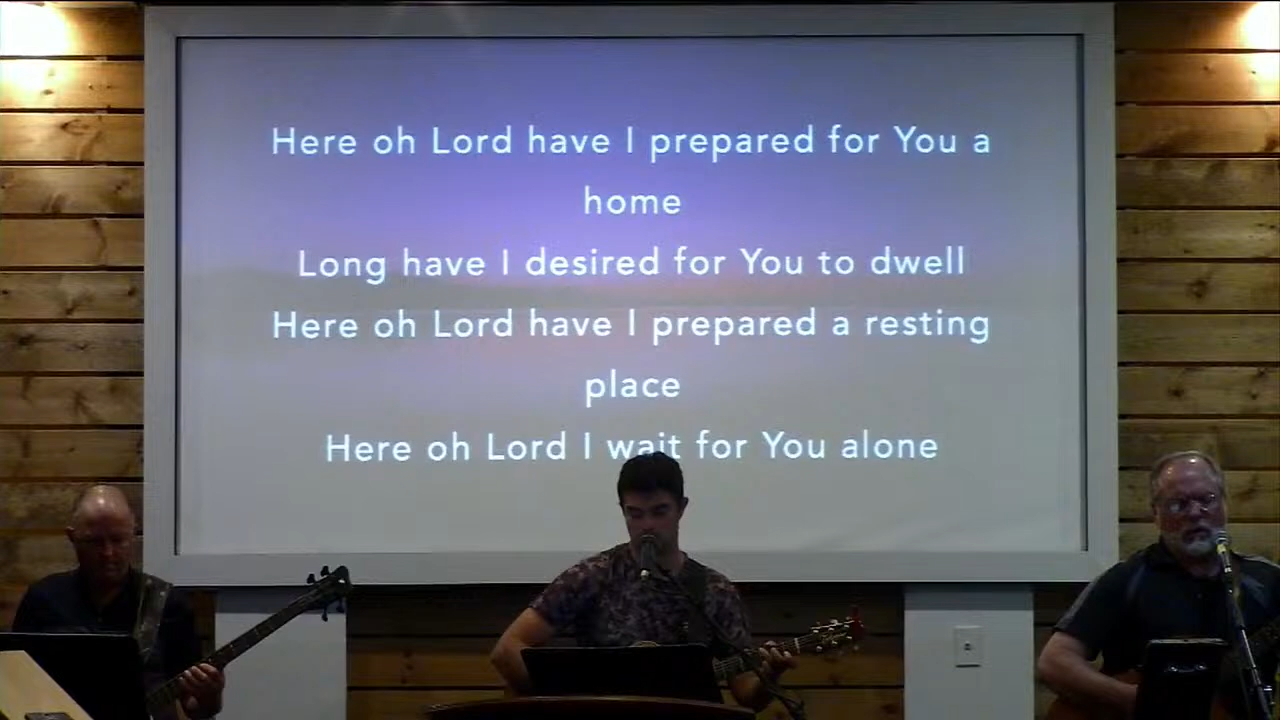 Here oh Lord have I prepared for You a
home
Long have I desired for You to dwell
Here oh Lord have I prepared a resting
place
Here oh Lord I wait for You alone